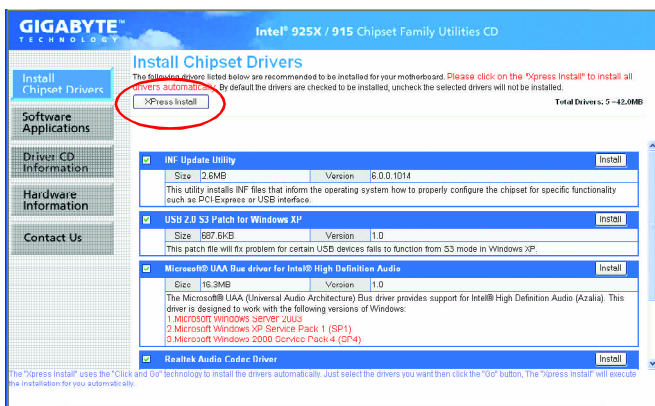 GIGABYTE™
TECHNOLOGY
Intel® 925X / 915 Chipset Family Utilities CD
Install Chipset Drivers
The following drivers listed below are recommended to be installed for your motherboard. Please click on the "Xpress Install" to install all
drivers automatically. By default the drivers are checked to be installed, uncheck the selected drivers will not be installed.
XPress Install
Total Drivers: 5 =42.0MB
Install
Chipset Drivers
Software
Applications
Driver CD
Information
Hardware
Information
Contact Us
INF Update Utility
Install
Size 2.6MB Version 6.0.0.1014
This utility installs INF files that inform the operating system how to properly configure the chipset for specific functionality
such as PCI-Express or USB interface.
USB 2.0 S3 Patch for Windows XP
Install
Size 687.6KB Version 1.0
This patch file will fix problem for certain USB devices fails to function from S3 mode in Windows XP.
Microsoft® UAA Bus driver for Intel® High Definition Audio
Install
Size 16.3MB Version 1.0
The Microsoft® UAA (Universal Audio Architecture) Bus driver provides support for Intel® High Definition Audio (Azalia). This
driver is designed to work with the following versions of Windows:
1.Microsoft Windows Server 2003
2.Microsoft Windows XP Service Pack 1 (SP1)
3.Microsoft Windows 2000 Service Pack 4 (SP4)
Realtek Audio Codec Driver
Install
The "Xpress Install" uses the "Click and Go" technology to install the drivers automatically. Just select the drivers you want then click the "Go" button, The "Xpress Install" will execute
the installation for you automatically.